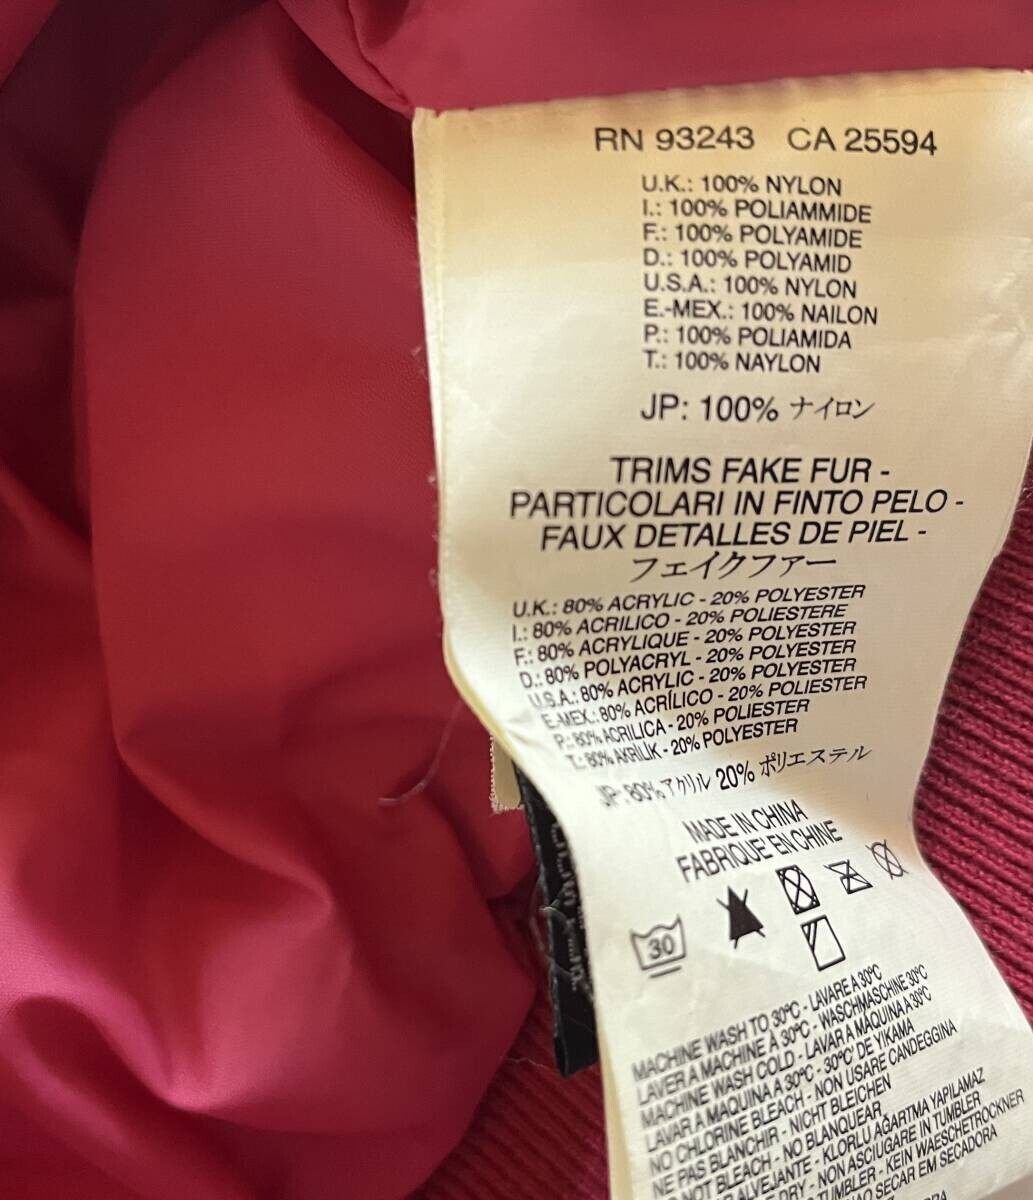 RN 93243 CA 25594
U.K.: 100% NYLON
I.: 100% POLIAMMIDE
F.: 100% POLYAMIDE
D.: 100% POLYAMID
U.S.A.: 100% NYLON
E.-MEX.: 100% NAILON
P.: 100% POLIAMIDA
T.: 100% NAYLON
JP: 100% ナイロン
TRIMS FAKE FUR -
PARTICOLARI IN FINTO PELO -
FAUX DETALLES DE PIEL -
フェイクファー
U.K.: 80% ACRYLIC - 20% POLYESTER
I.: 80% ACRILICO - 20% POLIESTERE
F.: 80% ACRYLIQUE - 20% POLYESTER
D.: 80% POLYACRYL - 20% POLYESTER
U.S.A.: 80% ACRYLIC - 20% POLYESTER
E-MEX.: 80% ACRÍLICO - 20% POLIESTER
P.: 80% ACRILICA - 20% POLIESTER
T.: 80% AKRILIK - 20% POLYESTER
JP: 80% アクリル 20% ポリエステル
MADE IN CHINA
FABRIQUE' EN CHINE
30
MACHINE WASH TO 30°C - LAVARE A 30°C
LAVER A MACHINE À 30°C - WASCHMASCHINE 30°C
MACHINE WASH COLD - LAVAR A MÁQUINA A 30°C
LAVAR A MAQUINA A 30°C - 30°C' DE YIKAMA
NO CHLORINE BLEACH - NON USARE CANDEGGINA
NE PAS BLANCHIR - NICHT BLEICHEN
NOT BLEACH - NO BLANQUEAR
ALVEJANTE - KLORLU AĞARTMA YAPILAMAZ
DRY - NON ASCIUGARE IN TUMBLER
TUMBLER - KEIN WAESCHETROCKNER
SECAR EM SECADORA